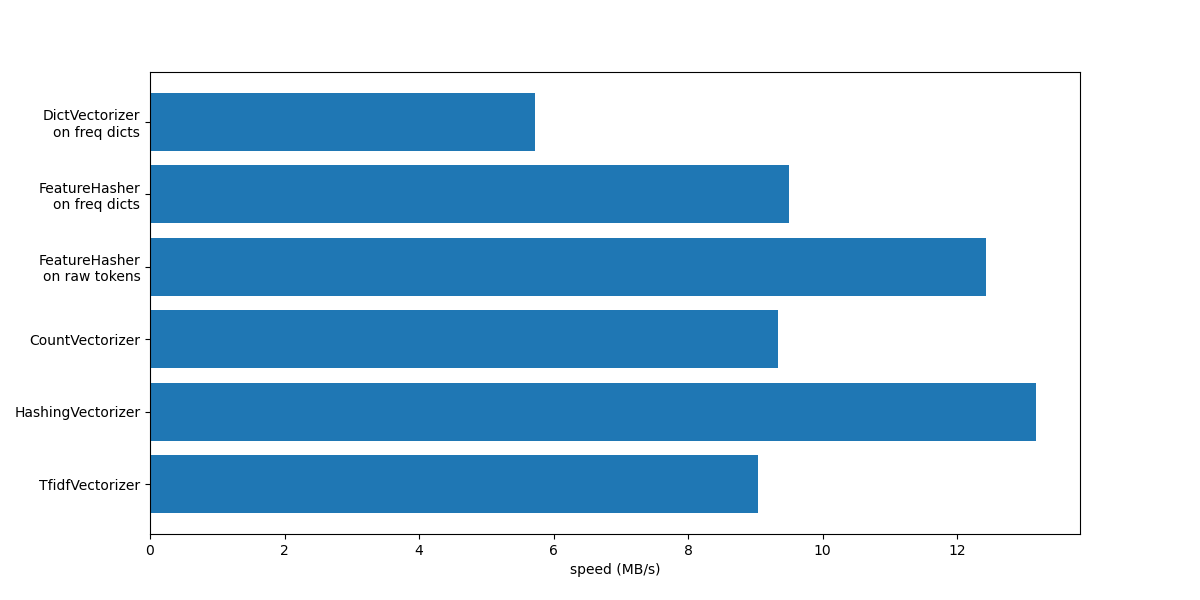 DictVectorizer
on freq dicts
FeatureHasher
on freq dicts
FeatureHasher
on raw tokens
CountVectorizer
HashingVectorizer
TfidfVectorizer
0 2 4 6 8 10 12
speed (MB/s)